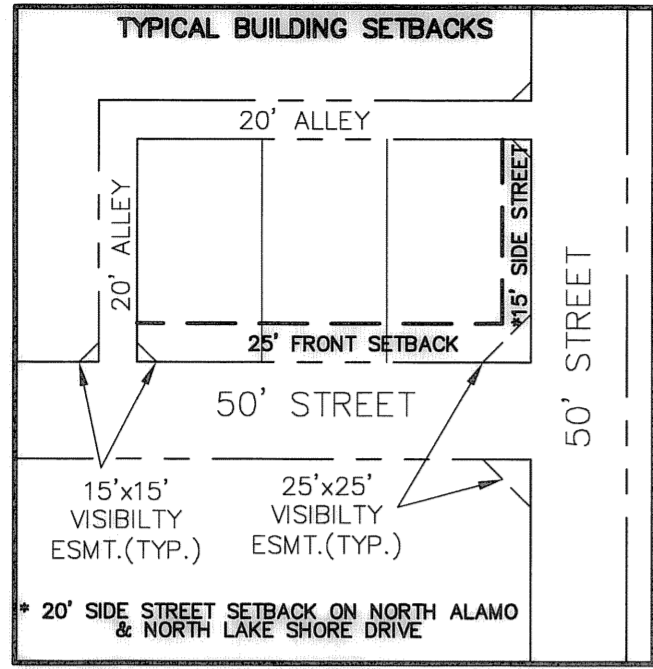 TYPICAL BUILDING SETBACKS
20' ALLEY
20' ALLEY
*15' SIDE STREET
25' FRONT SETBACK
50' STREET
50' STREET
15'x15'
VISIBILTY
ESMT.(TYP.)
25'x25'
VISIBILTY
ESMT.(TYP.)
* 20' SIDE STREET SETBACK ON NORTH ALAMO
& NORTH LAKE SHORE DRIVE